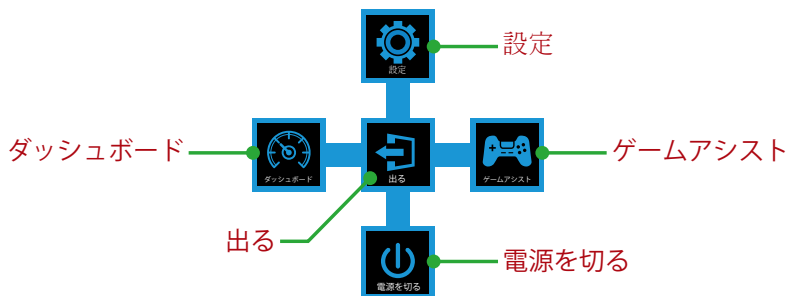 設定
設定
ダッシュボード
ダッシュボード
出る
ゲームアシスト
ゲームアシスト
出る
電源を切る
電源を切る